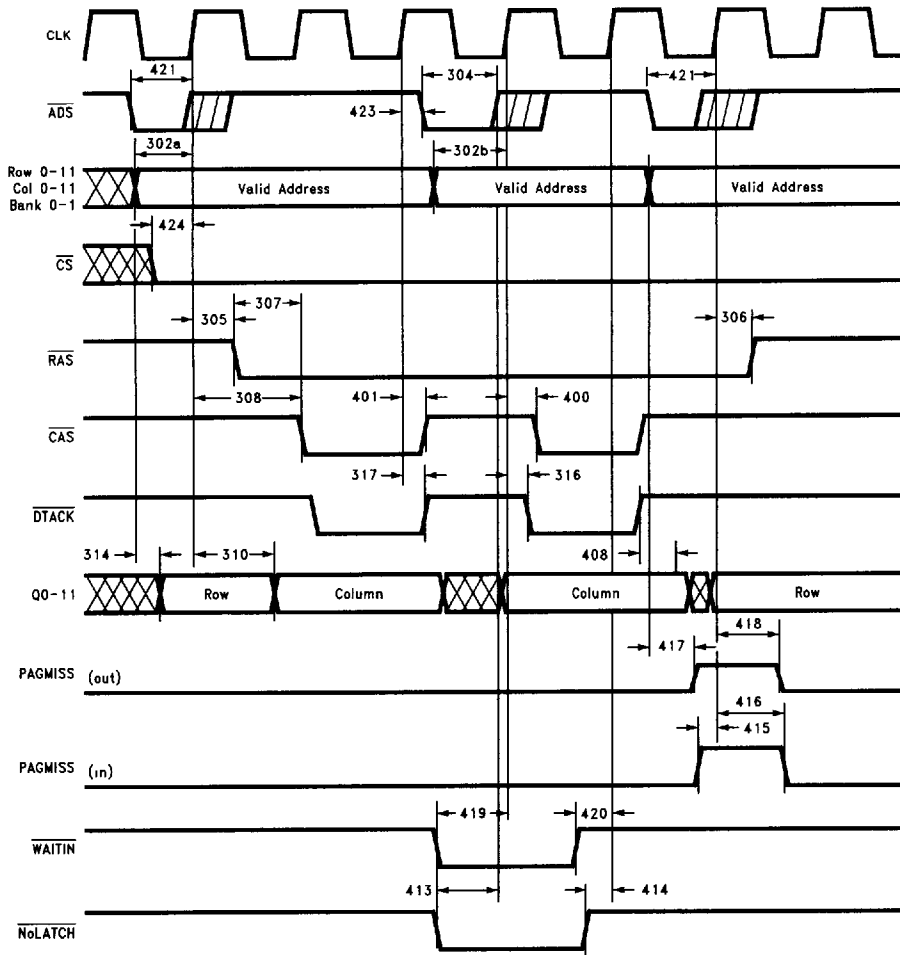 CLK
421
304
421
ADS
423
302a
302b
Row 0-11
Col 0-11
Bank 0-1
Valid Address
Valid Address
Valid Address
424
CS
307
305
306
RAS
308
401
400
CAS
317
316
DTACK
314
310
408
Q0-11
Row
Column
Column
Row
418
417
PAGMISS (out)
416
415
PAGMISS (in)
419
420
WAITIN
413
414
NoLATCH